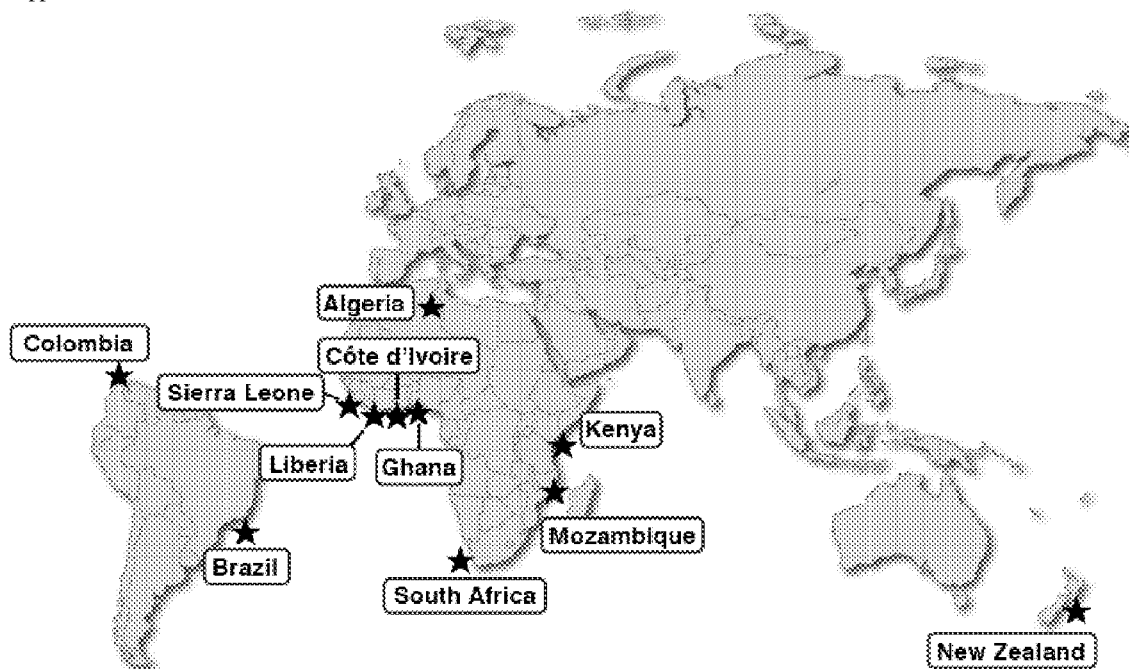 Algeria
Colombia
Côte d'Ivoire
Sierra Leone
Kenya
Liberia
Ghana
Mozambique
Brazil
South Africa
New Zealand